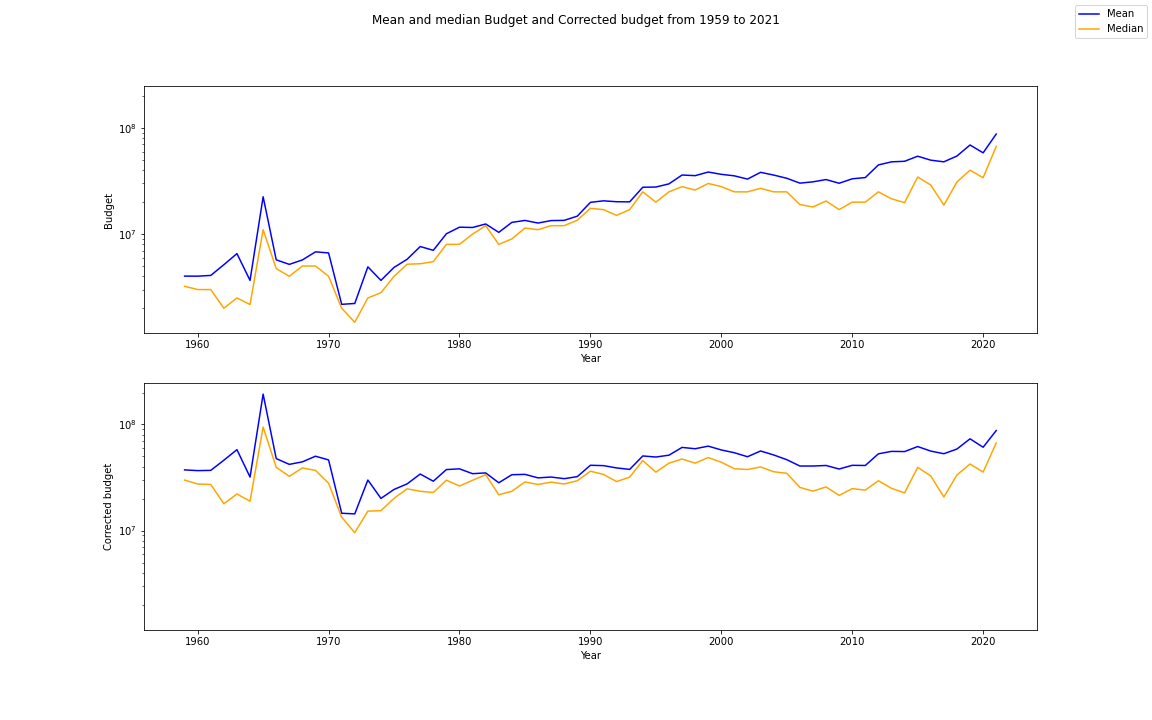 Mean and median Budget and Corrected budget from 1959 to 2021
Mean
Median
10⁸
10⁷
Budget
1960 1970 1980 1990 2000 2010 2020
Year
10⁸
10⁷
Corrected budget
1960 1970 1980 1990 2000 2010 2020
Year